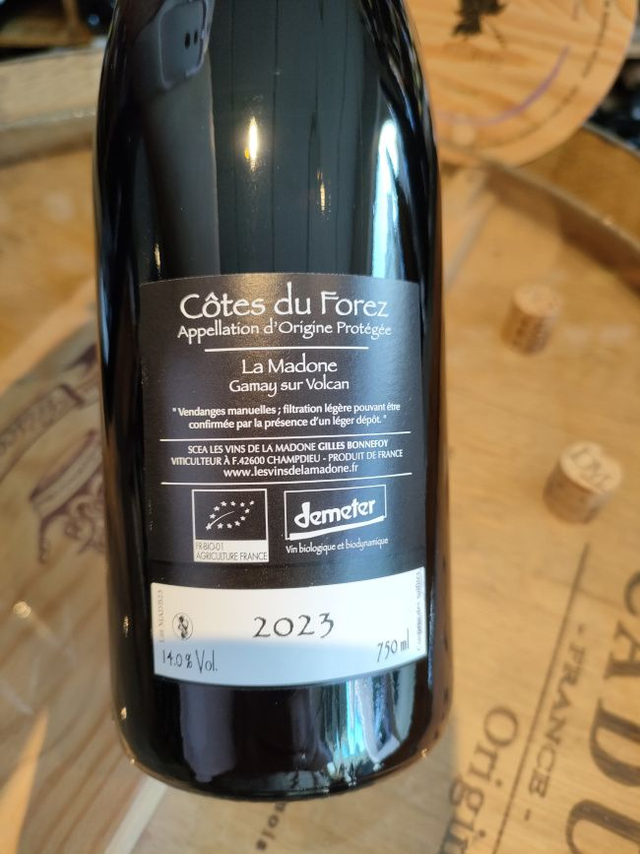 Côtes du Forez
Appellation d'Origine Protégée
La Madone
Gamay sur Volcan
" Vendanges manuelles ; filtration légère pouvant être
confirmée par la présence d'un léger dépôt. "
SCEA LES VINS DE LA MADONE GILLES BONNEFOY
VITICULTEUR À F.42600 CHAMPDIEU - PRODUIT DE FRANCE
www.lesvinsdelamadone.fr
FR-BIO-01
AGRICULTURE FRANCE
demeter
Vin biologique et biodynamique
2023
14.0 % Vol.
750 ml
- FRANCE -